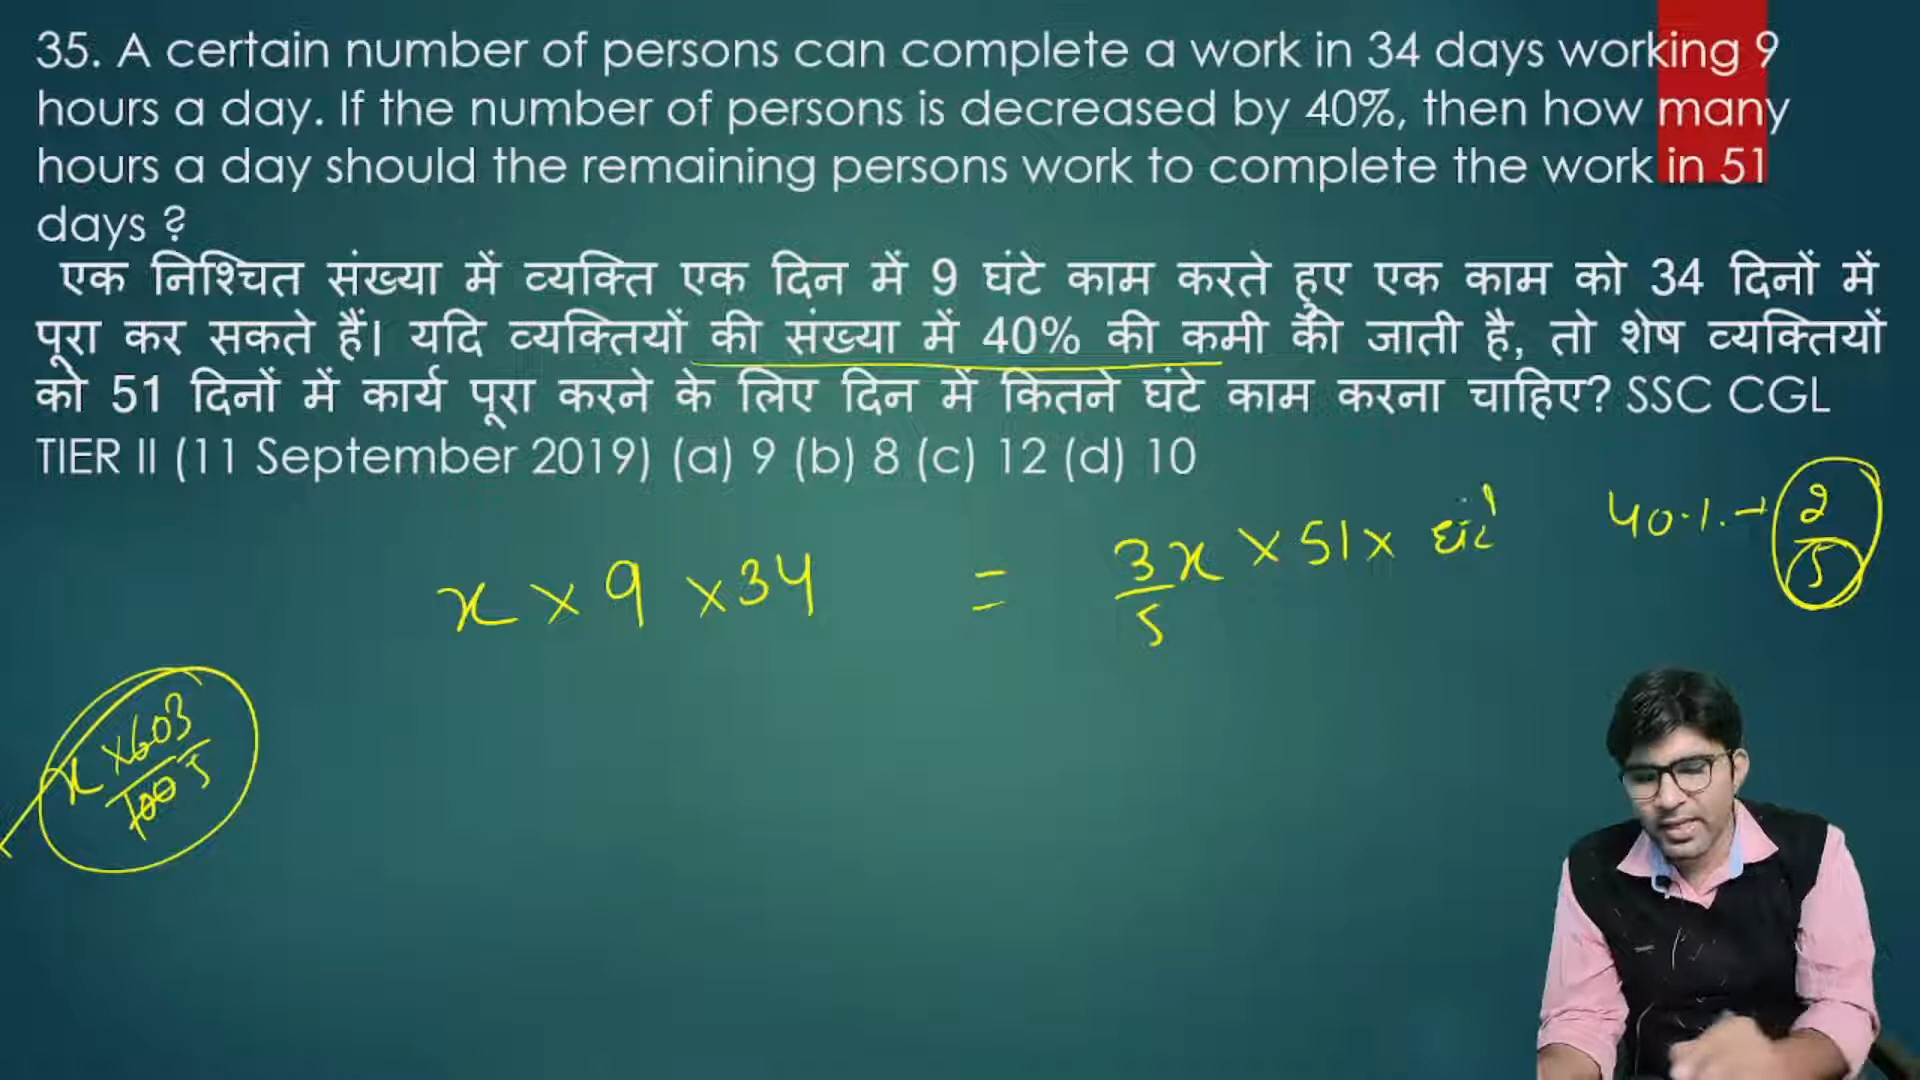 35. A certain number of persons can complete a work in 34 days working 9
hours a day. If the number of persons is decreased by 40%, then how many
hours a day should the remaining persons work to complete the work in 51
days ?
एक निश्चित संख्या में व्यक्ति एक दिन में 9 घंटे काम करते हुए एक काम को 34 दिनों में
पूरा कर सकते हैं। यदि व्यक्तियों की संख्या में 40% की कमी की जाती है, तो शेष व्यक्तियों
को 51 दिनों में कार्य पूरा करने के लिए दिन में कितने घंटे काम करना चाहिए? SSC CGL
TIER II (11 September 2019) (a) 9 (b) 8 (c) 12 (d) 10
40% → 2/5
x × 9 × 34 = 3x/5 × 51 × घंटे
x × 60 3/100 5